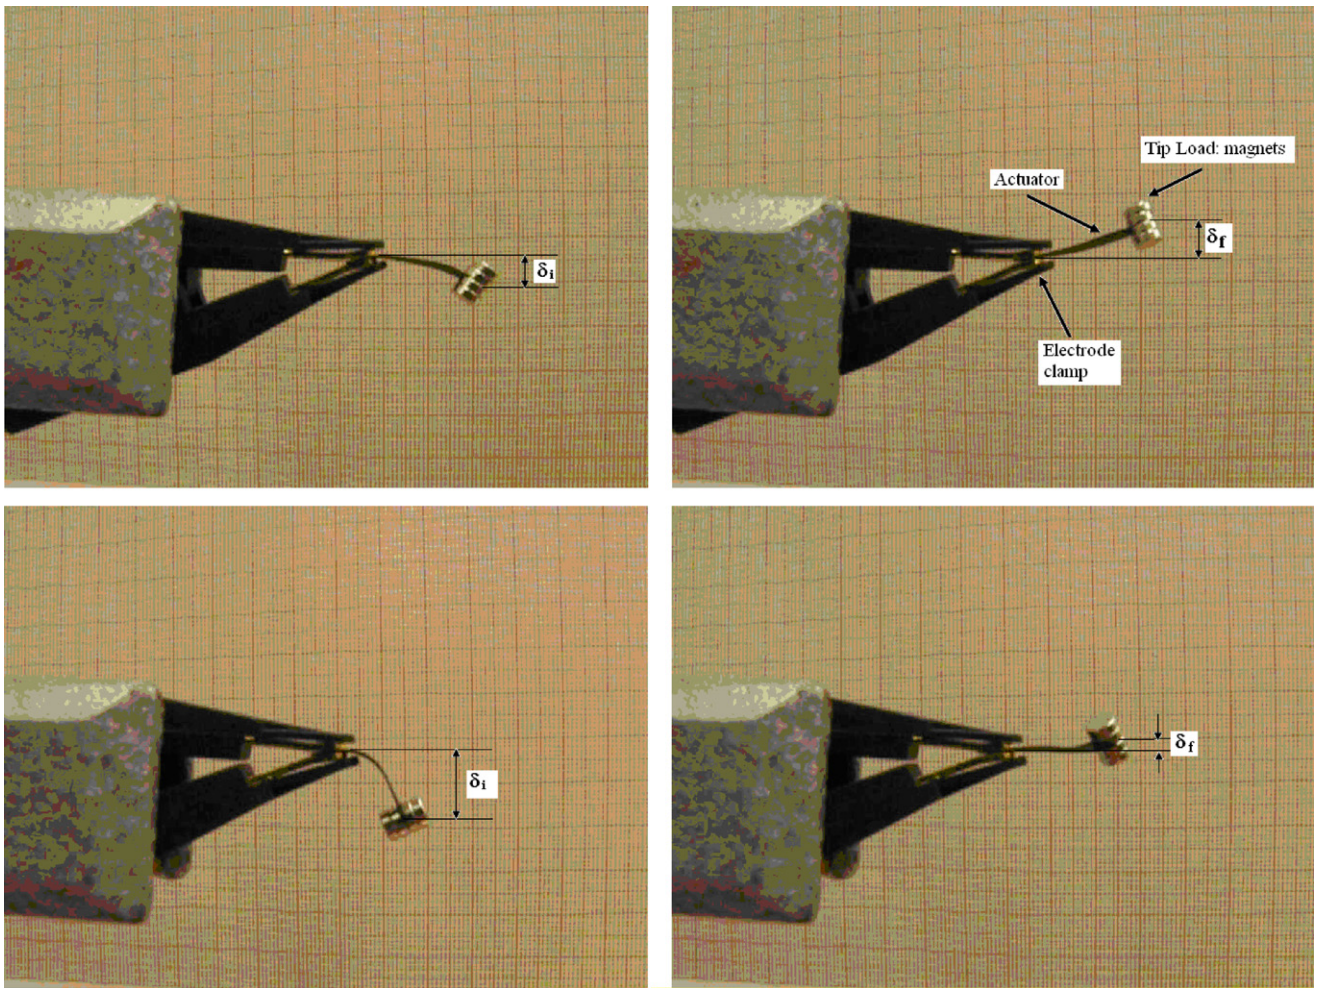 δi
Tip Load: magnets
Actuator
δf
Electrode
clamp
δi
δf